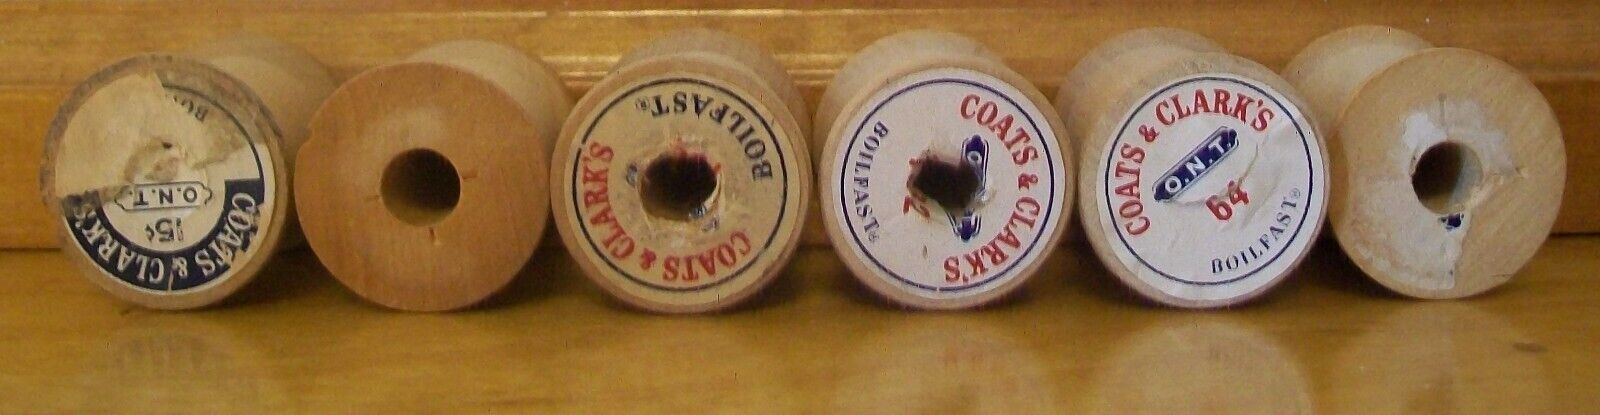 COATS & CLARK'S
O.N.T.
15¢
COATS & CLARK'S
BOILFAST®
COATS & CLARK'S
BOILFAST®
COATS & CLARK'S
O.N.T.
64
BOILFAST®